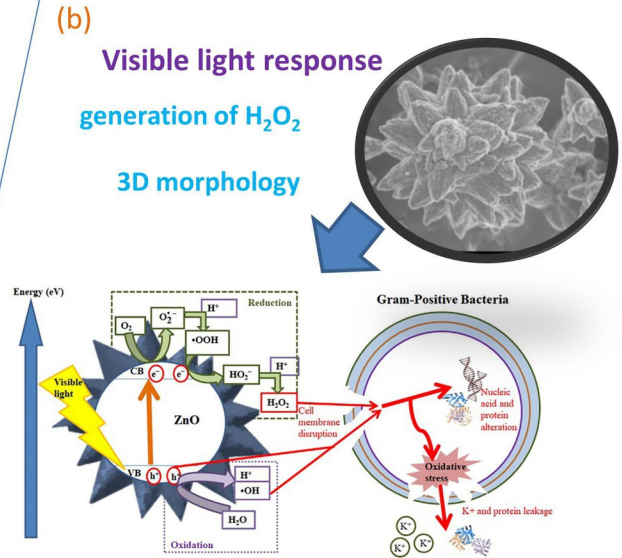 (b)
Visible light response
generation of H₂O₂
3D morphology
Energy (eV)
Gram-Positive Bacteria
Reduction
O₂
O₂•⁻
H⁺
•OOH
HO₂⁻
H⁺
H₂O₂
CB
e⁻
e⁻
Visible
light
ZnO
Cell
membrane
disruption
Nucleic
acid and
protein
alteration
VB
h⁺
h⁺
H⁺
•OH
H₂O
Oxidation
Oxidative
stress
K+ and protein leakage
K⁺
K⁺
K⁺